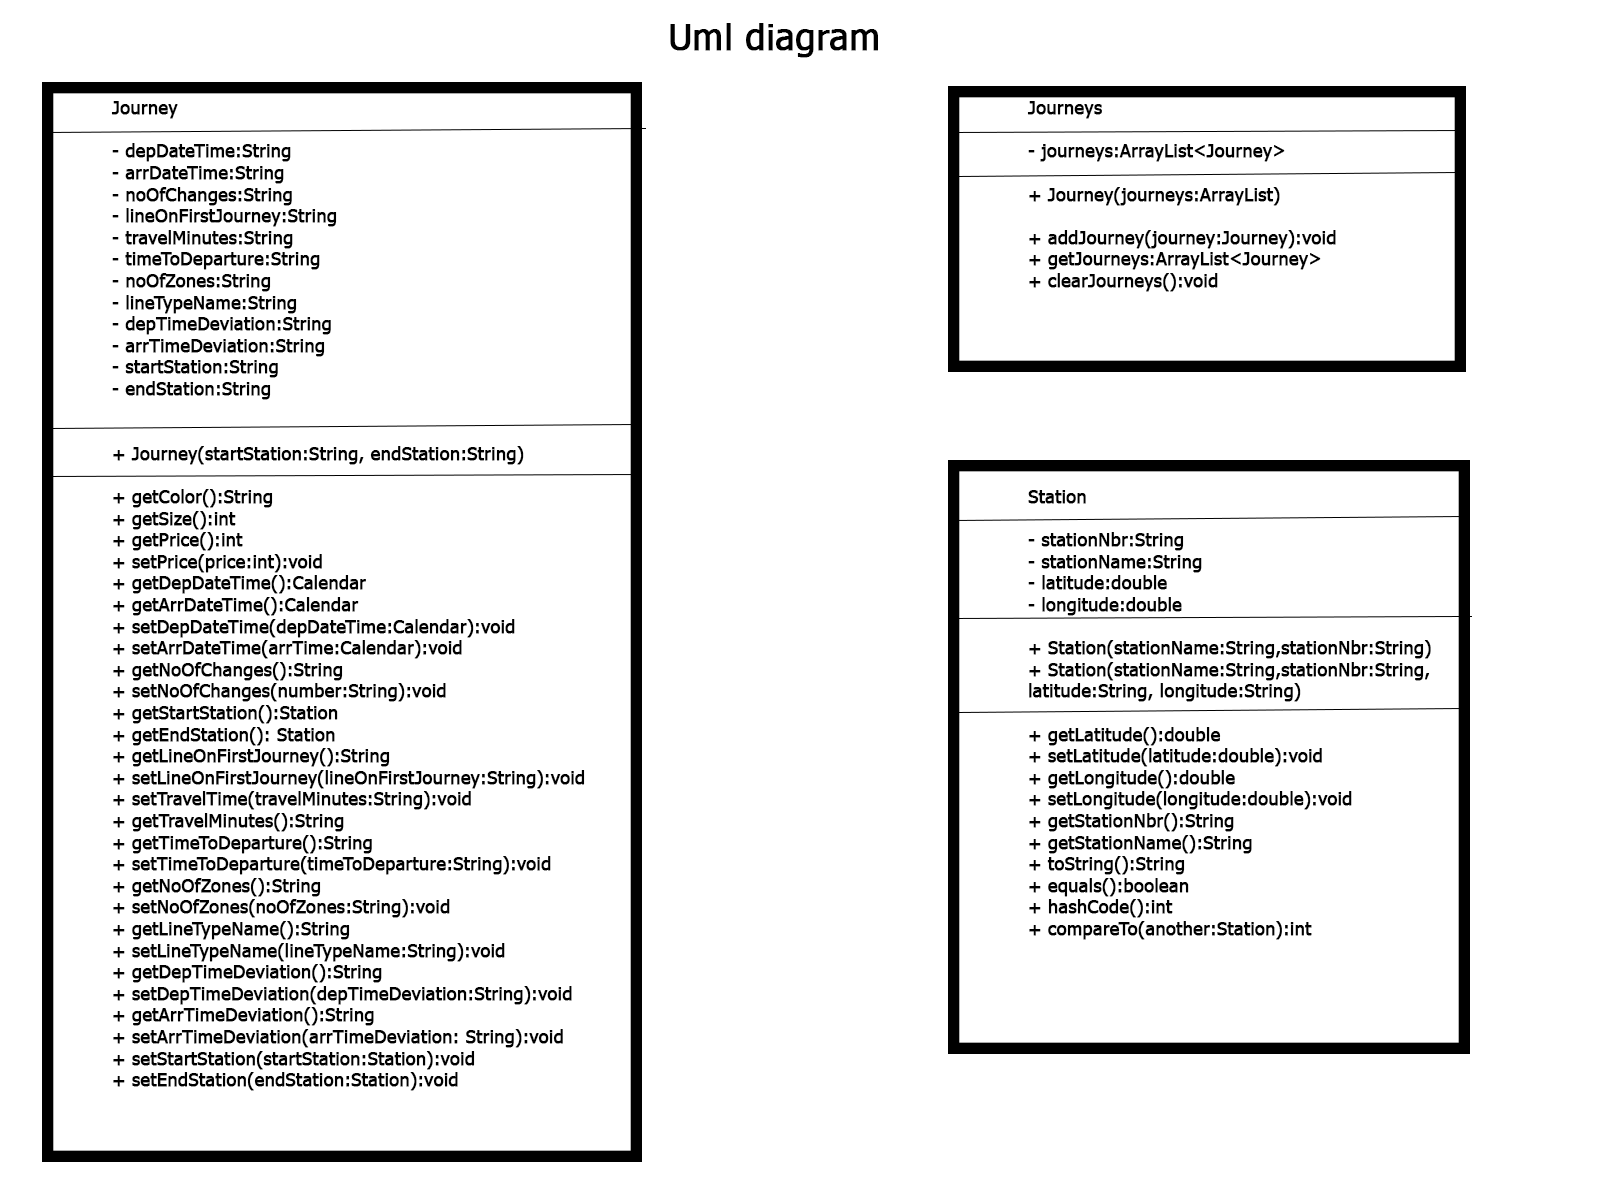 Uml diagram
Journey
- depDateTime:String
- arrDateTime:String
- noOfChanges:String
- lineOnFirstJourney:String
- travelMinutes:String
- timeToDeparture:String
- noOfZones:String
- lineTypeName:String
- depTimeDeviation:String
- arrTimeDeviation:String
- startStation:String
- endStation:String
+ Journey(startStation:String, endStation:String)
+ getColor():String
+ getSize():int
+ getPrice():int
+ setPrice(price:int):void
+ getDepDateTime():Calendar
+ getArrDateTime():Calendar
+ setDepDateTime(depDateTime:Calendar):void
+ setArrDateTime(arrTime:Calendar):void
+ getNoOfChanges():String
+ setNoOfChanges(number:String):void
+ getStartStation():Station
+ getEndStation(): Station
+ getLineOnFirstJourney():String
+ setLineOnFirstJourney(lineOnFirstJourney:String):void
+ setTravelTime(travelMinutes:String):void
+ getTravelMinutes():String
+ getTimeToDeparture():String
+ setTimeToDeparture(timeToDeparture:String):void
+ getNoOfZones():String
+ setNoOfZones(noOfZones:String):void
+ getLineTypeName():String
+ setLineTypeName(lineTypeName:String):void
+ getDepTimeDeviation():String
+ setDepTimeDeviation(depTimeDeviation:String):void
+ getArrTimeDeviation():String
+ setArrTimeDeviation(arrTimeDeviation: String):void
+ setStartStation(startStation:Station):void
+ setEndStation(endStation:Station):void
Journeys
- journeys:ArrayList<Journey>
+ Journey(journeys:ArrayList)
+ addJourney(journey:Journey):void
+ getJourneys:ArrayList<Journey>
+ clearJourneys():void
Station
- stationNbr:String
- stationName:String
- latitude:double
- longitude:double
+ Station(stationName:String,stationNbr:String)
+ Station(stationName:String,stationNbr:String,
latitude:String, longitude:String)
+ getLatitude():double
+ setLatitude(latitude:double):void
+ getLongitude():double
+ setLongitude(longitude:double):void
+ getStationNbr():String
+ getStationName():String
+ toString():String
+ equals():boolean
+ hashCode():int
+ compareTo(another:Station):int